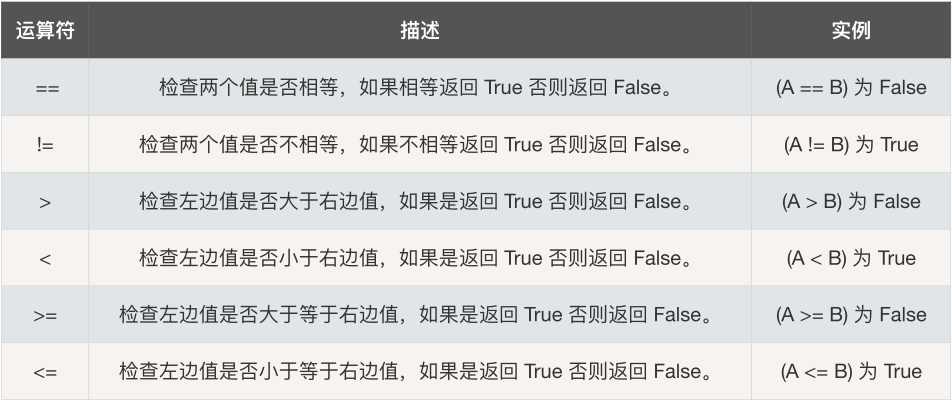 运算符 描述 实例
== 检查两个值是否相等，如果相等返回 True 否则返回 False。 (A == B) 为 False
!= 检查两个值是否不相等，如果不相等返回 True 否则返回 False。 (A != B) 为 True
> 检查左边值是否大于右边值，如果是返回 True 否则返回 False。 (A > B) 为 False
< 检查左边值是否小于右边值，如果是返回 True 否则返回 False。 (A < B) 为 True
>= 检查左边值是否大于等于右边值，如果是返回 True 否则返回 False。 (A >= B) 为 False
<= 检查左边值是否小于等于右边值，如果是返回 True 否则返回 False。 (A <= B) 为 True